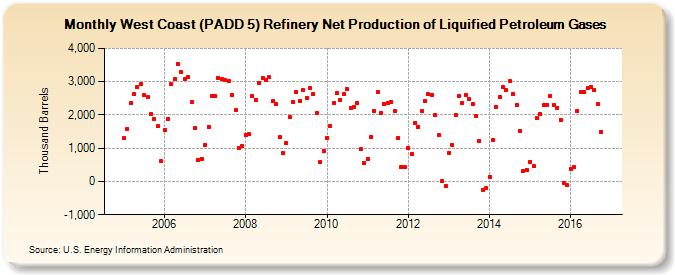 Monthly West Coast (PADD 5) Refinery Net Production of Liquified Petroleum Gases
Thousand Barrels
4,000
3,000
2,000
1,000
0
-1,000
2006 2008 2010 2012 2014 2016
Source: U.S. Energy Information Administration